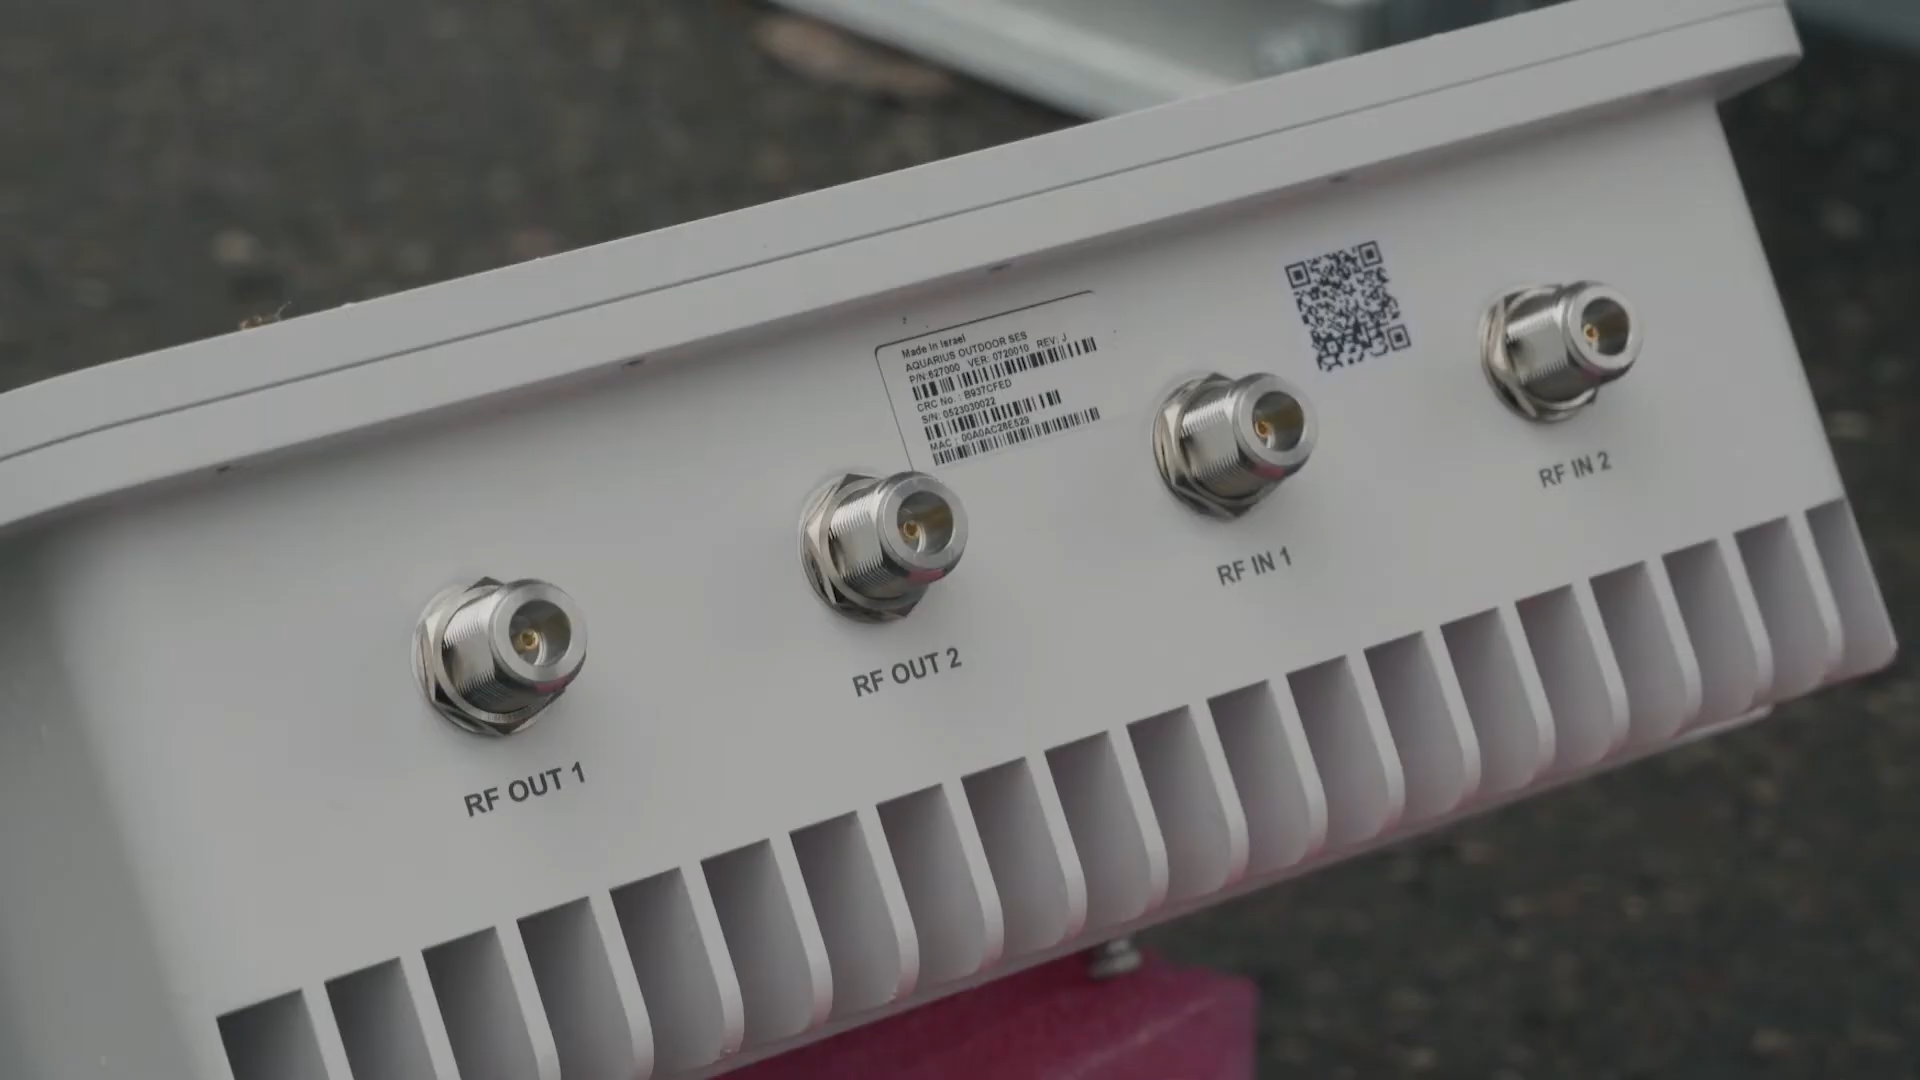 Made In Israel
AQUARIUS OUTDOOR SES
P/N:627000 VER: 0720010 REV: J
CRC No. : B937CFED
S/N: 0523030022
MAC : 00A0AC28E529
RF OUT 1
RF OUT 2
RF IN 1
RF IN 2